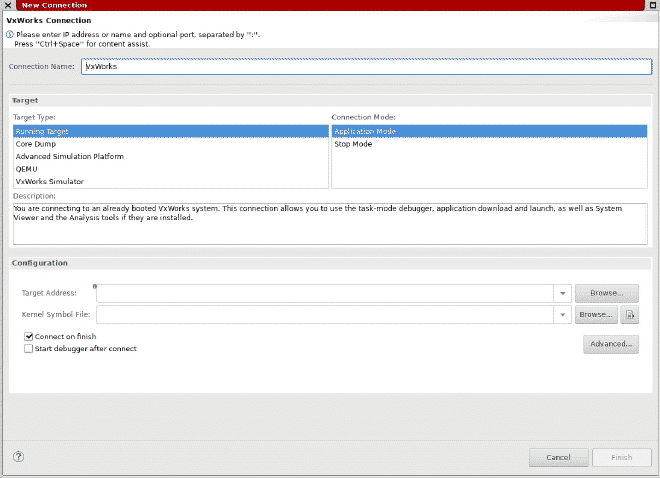 New Connection
VxWorks Connection
Please enter IP address or name and optional port, separated by ":".
Press "Ctrl+Space" for content assist.
Connection Name: VxWorks
Target
Target Type: Connection Mode:
Running Target Application Mode
Core Dump Stop Mode
Advanced Simulation Platform
QEMU
VxWorks Simulator
Description:
You are connecting to an already booted VxWorks system. This connection allows you to use the task-mode debugger, application download and launch, as well as System
Viewer and the Analysis tools if they are installed.
Configuration
Target Address: Browse...
Kernel Symbol File: Browse...
Connect on finish
Start debugger after connect
Advanced...
? Cancel Finish